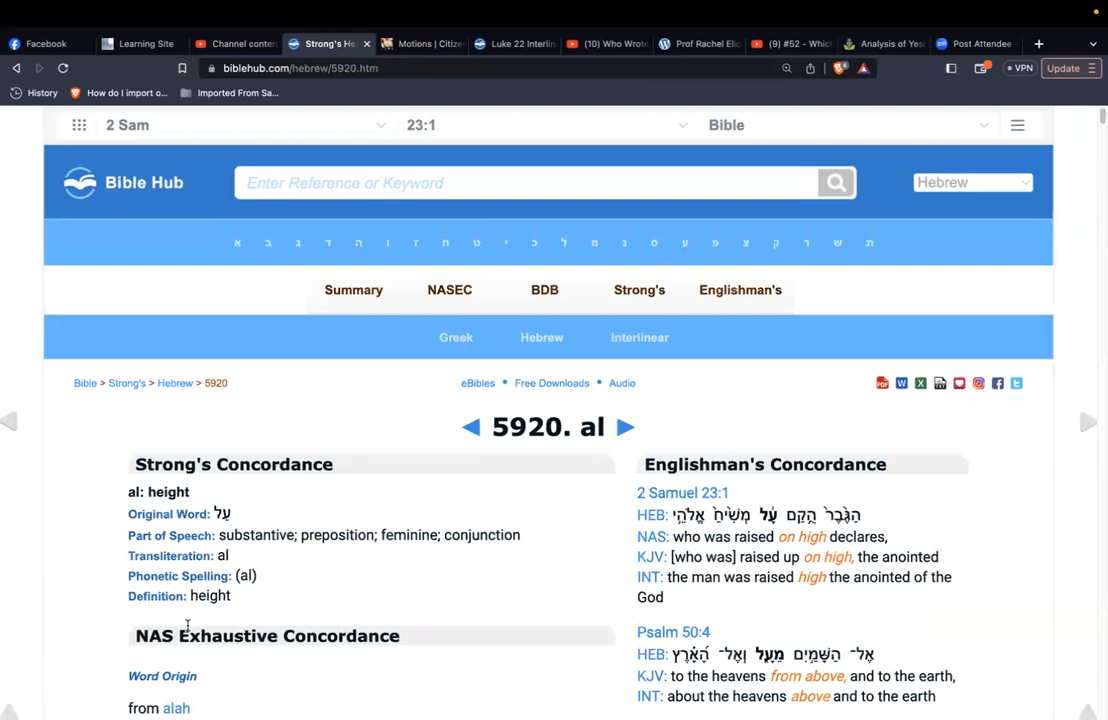 Facebook
Learning Site
Channel conten
Strong's He
Motions | Citize
Luke 22 Interlin
(10) Who Wrote
Prof Rachel Elio
(9) #52 - Which
Analysis of Yes
Post Attendee -
biblehub.com/hebrew/5920.htm
VPN
Update
History
How do I import o...
Imported From Sa...
2 Sam
23:1
Bible
Bible Hub
Enter Reference or Keyword
Hebrew
א ב ג ד ה ו ז ח ט י כ ל מ נ ס ע פ צ ק ר ש ת
Summary
NASEC
BDB
Strong's
Englishman's
Greek
Hebrew
Interlinear
Bible > Strong's > Hebrew > 5920
eBibles • Free Downloads • Audio
◄ 5920. al ►
Strong's Concordance
al: height
Original Word: עַל
Part of Speech: substantive; preposition; feminine; conjunction
Transliteration: al
Phonetic Spelling: (al)
Definition: height
NAS Exhaustive Concordance
Word Origin
from alah
Englishman's Concordance
2 Samuel 23:1
HEB: הַגֶּ֙בֶר֙ הֻ֣קַם עָ֔ל מְשִׁ֙יחַ֙ אֱלֹהֵ֣י
NAS: who was raised on high declares,
KJV: [who was] raised up on high, the anointed
INT: the man was raised high the anointed of the
God
Psalm 50:4
HEB: אֶל־ הַשָּׁמַ֣יִם מֵעָ֑ל וְאֶל־ הָ֝אָ֗רֶץ
KJV: to the heavens from above, and to the earth,
INT: about the heavens above and to the earth